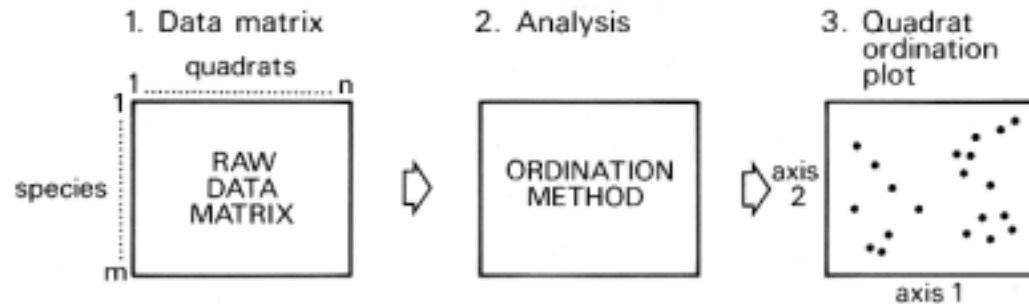 1. Data matrix
quadrats
1 n
1
species
m
RAW
DATA
MATRIX
2. Analysis
ORDINATION
METHOD
3. Quadrat
ordination
plot
axis
2
axis 1